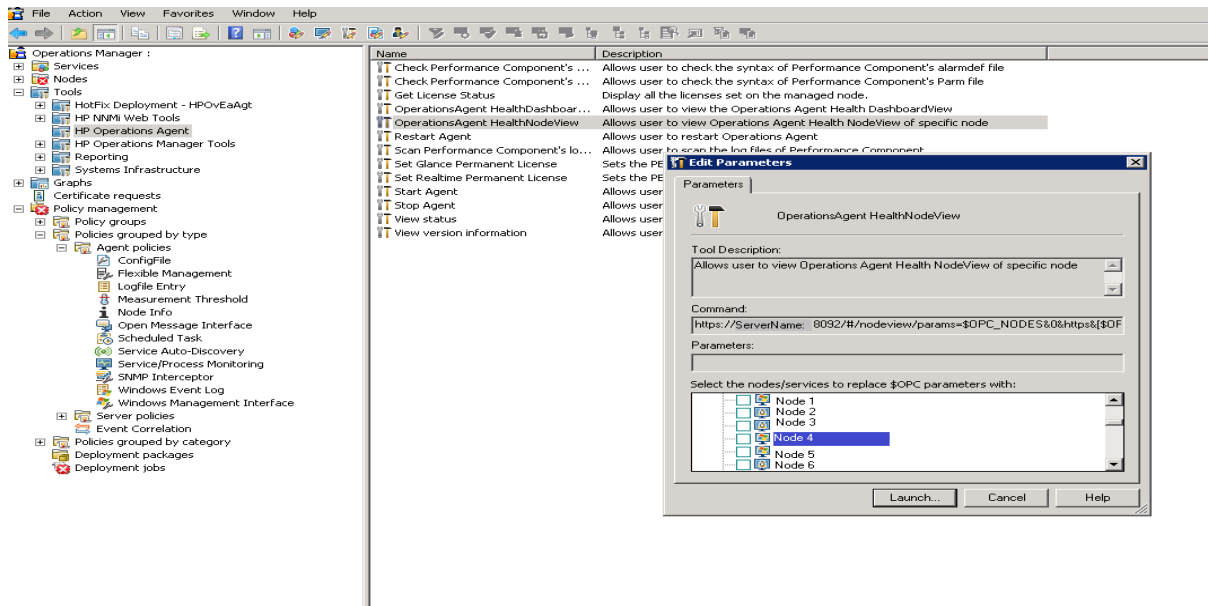 File Action View Favorites Window Help
Operations Manager :
Services
Nodes
Tools
HotFix Deployment - HPOvEaAgt
HP NNMi Web Tools
HP Operations Agent
HP Operations Manager Tools
Reporting
Systems Infrastructure
Graphs
Certificate requests
Policy management
Policy groups
Policies grouped by type
Agent policies
ConfigFile
Flexible Management
Logfile Entry
Measurement Threshold
Node Info
Open Message Interface
Scheduled Task
Service Auto-Discovery
Service/Process Monitoring
SNMP Interceptor
Windows Event Log
Windows Management Interface
Server policies
Event Correlation
Policies grouped by category
Deployment packages
Deployment jobs
Name Description
Check Performance Component's ... Allows user to check the syntax of Performance Component's alarmdef file
Check Performance Component's ... Allows user to check the syntax of Performance Component's Parm file
Get License Status Display all the licenses set on the managed node.
OperationsAgent HealthDashboar... Allows user to view the Operations Agent Health DashboardView
OperationsAgent HealthNodeView Allows user to view Operations Agent Health NodeView of specific node
Restart Agent Allows user to restart Operations Agent
Scan Performance Component's lo... Allows user to scan the log files of Performance Component
Set Glance Permanent License Sets the PE
Set Realtime Permanent License Sets the PE
Start Agent Allows user
Stop Agent Allows user
View status Allows user
View version information Allows user
Edit Parameters
Parameters
OperationsAgent HealthNodeView
Tool Description:
Allows user to view Operations Agent Health NodeView of specific node
Command:
https://ServerName: 8092/#/nodeview/params=$OPC_NODES&0&https&[$OF
Parameters:
Select the nodes/services to replace $OPC parameters with:
Node 1
Node 2
Node 3
Node 4
Node 5
Node 6
Launch... Cancel Help